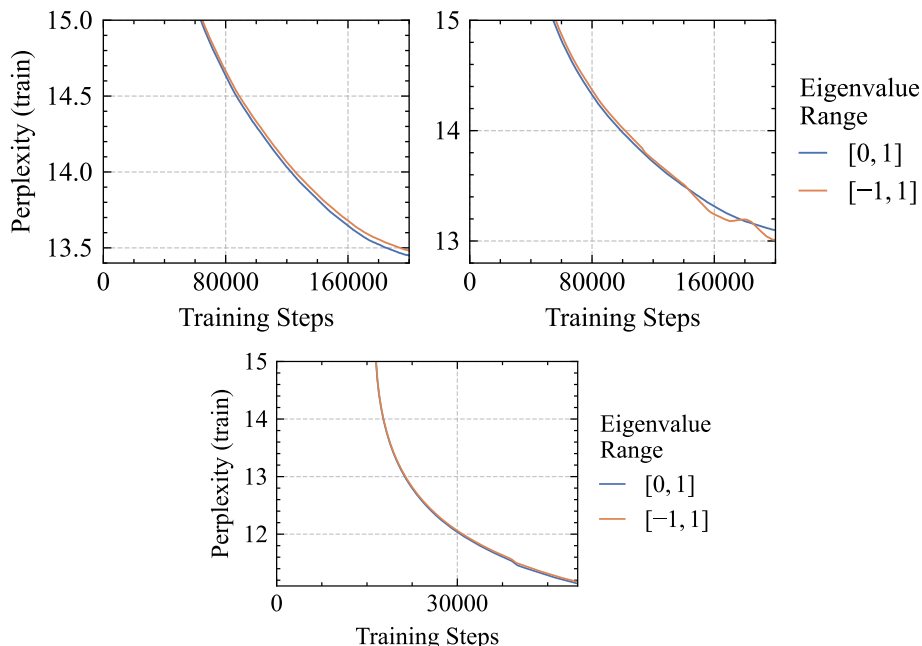 15.0
14.5
14.0
13.5
Perplexity (train)
0
80000
160000
Training Steps
15
14
13
0
80000
160000
Training Steps
Eigenvalue
Range
[0, 1]
[−1, 1]
15
14
13
12
Perplexity (train)
0
30000
Training Steps
Eigenvalue
Range
[0, 1]
[−1, 1]